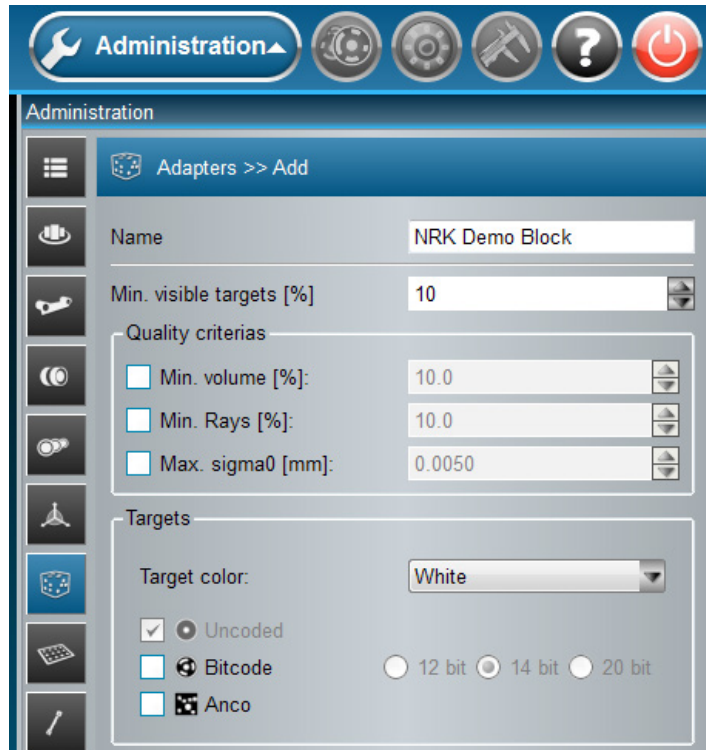 Administration
?
Administration
Adapters >> Add
Name NRK Demo Block
Min. visible targets [%] 10
Quality criterias
Min. volume [%]: 10.0
Min. Rays [%]: 10.0
Max. sigma0 [mm]: 0.0050
Targets
Target color: White
Uncoded
Bitcode 12 bit 14 bit 20 bit
Anco